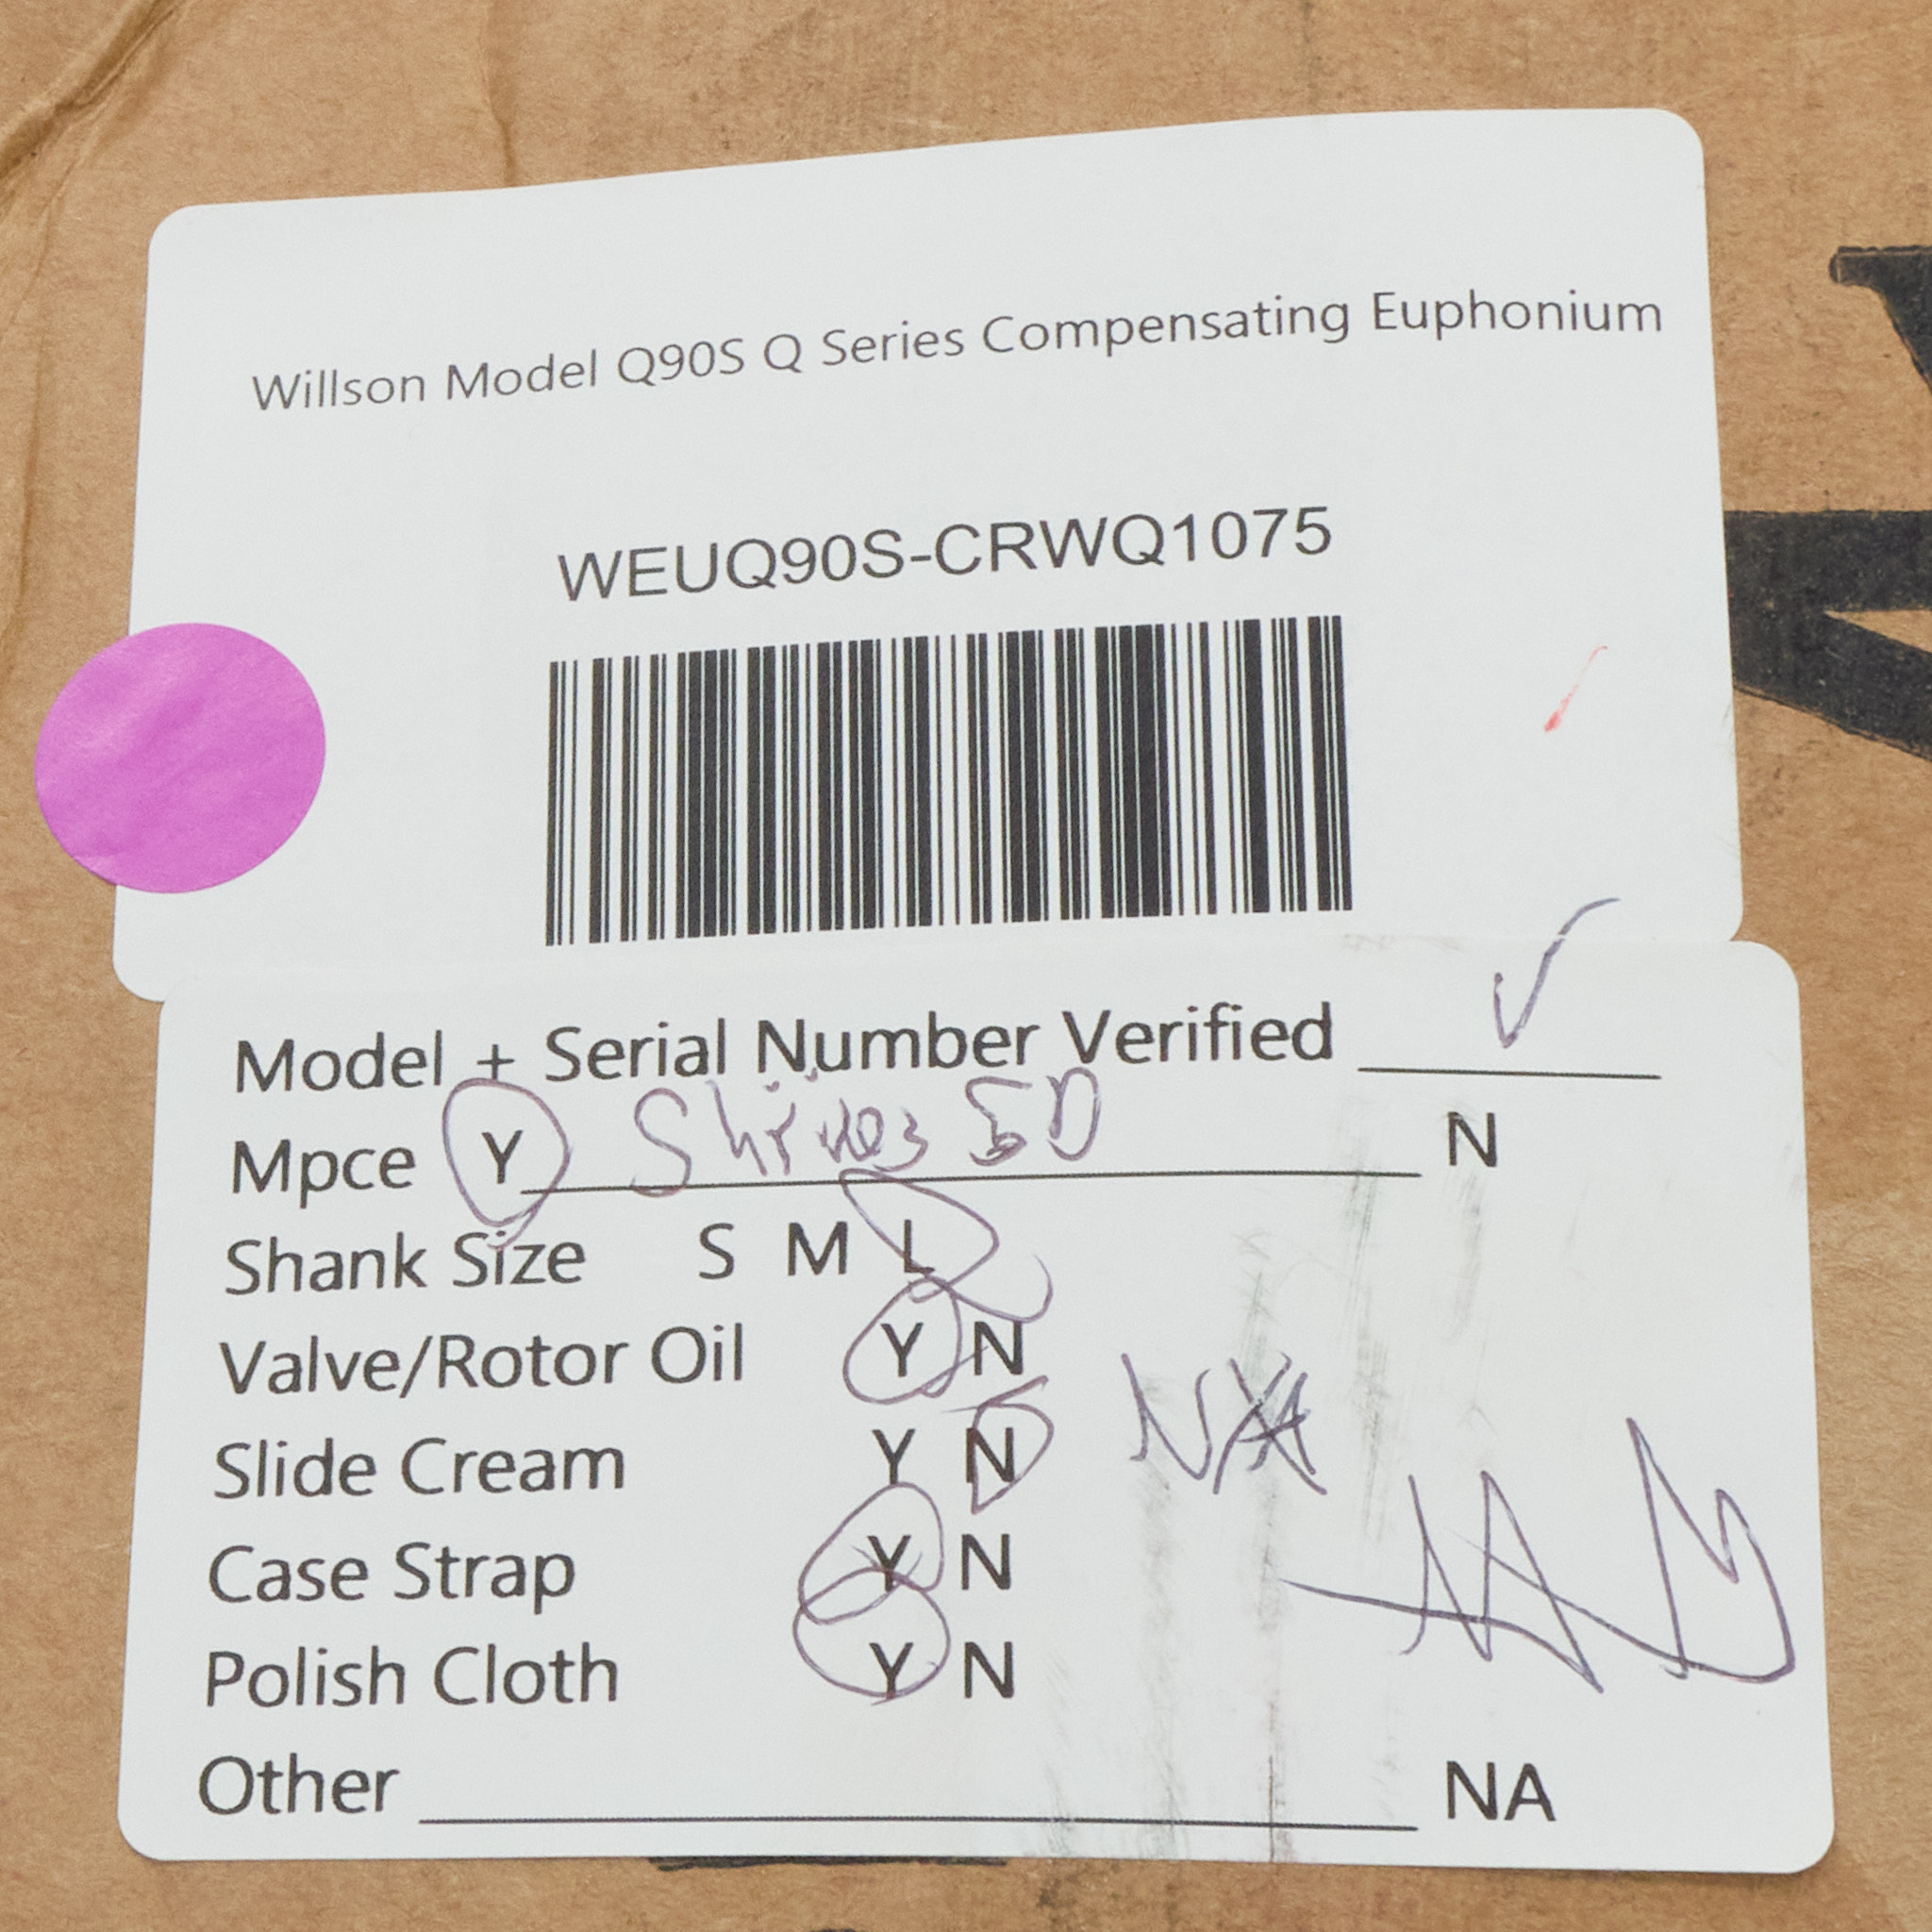 Willson Model Q90S Q Series Compensating Euphonium
WEUQ90S-CRWQ1075
Model + Serial Number Verified ✓
Mpce Y Shires 5D N
Shank Size S M L
Valve/Rotor Oil Y N
Slide Cream Y N
Case Strap Y N
Polish Cloth Y N
Other NA